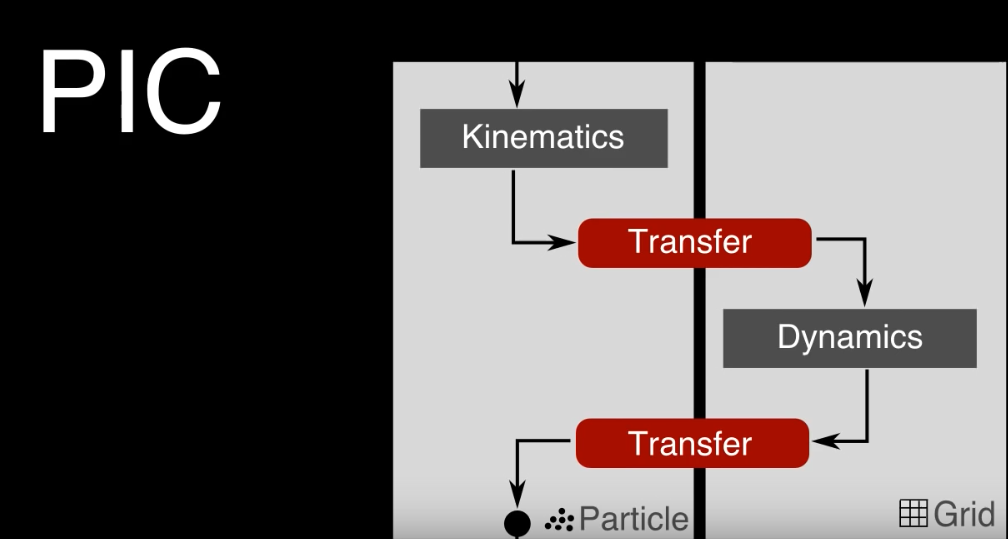 PIC
Kinematics
Transfer
Dynamics
Transfer
Particle
Grid